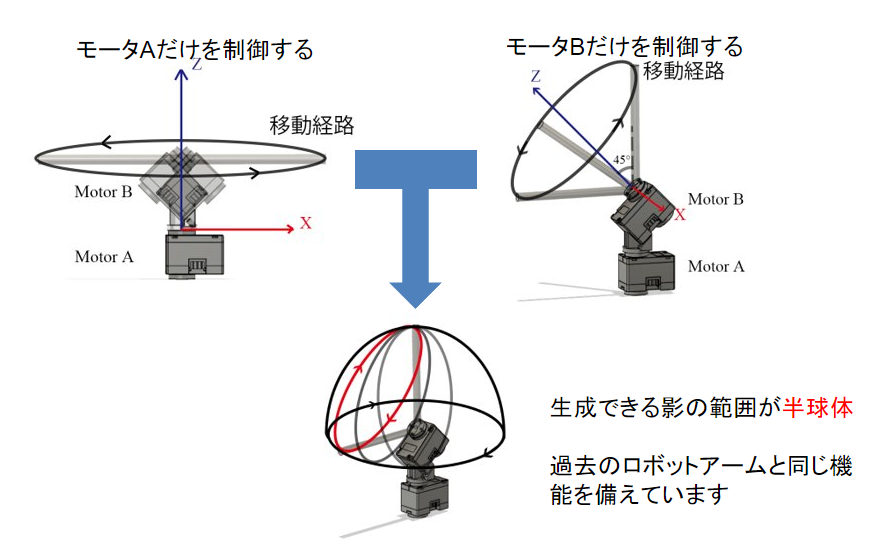 モータAだけを制御する
Z
移動経路
Motor B
X
Motor A
モータBだけを制御する
移動経路
Z
45°
Motor B
X
Motor A
生成できる影の範囲が半球体
過去のロボットアームと同じ機
能を備えています